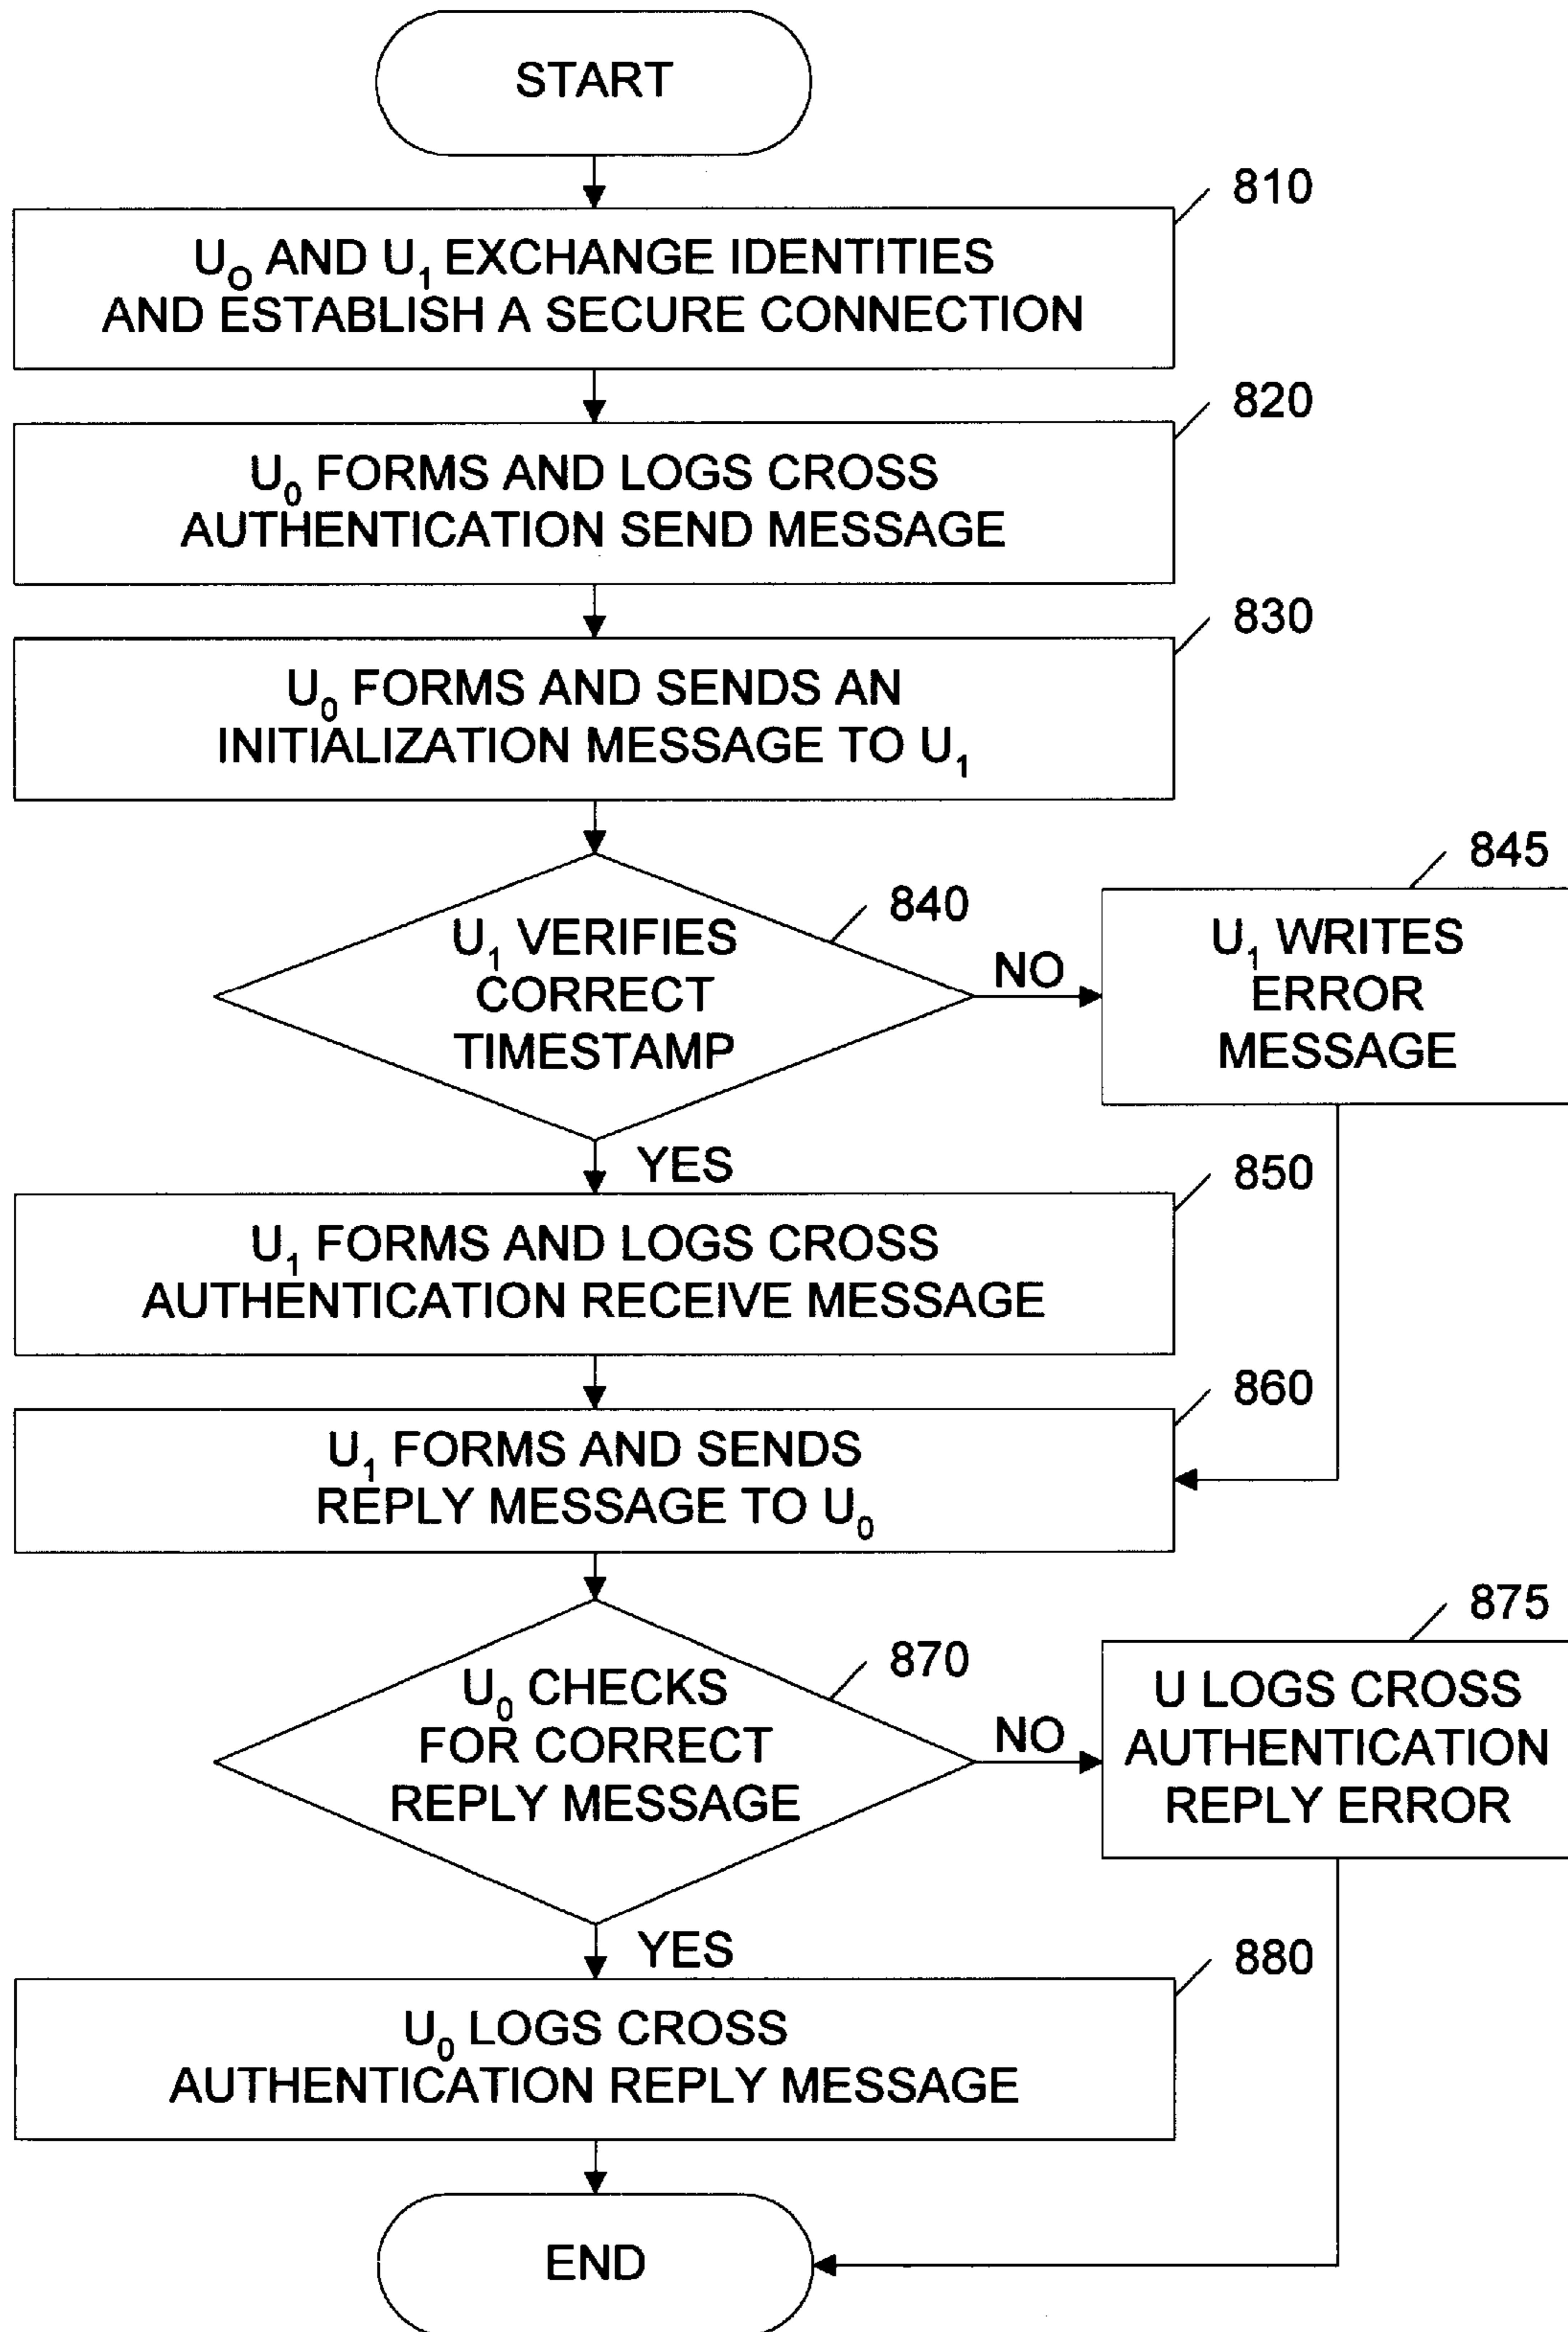 START
810
U₀ AND U₁ EXCHANGE IDENTITIES
AND ESTABLISH A SECURE CONNECTION
820
U₀ FORMS AND LOGS CROSS
AUTHENTICATION SEND MESSAGE
830
U₀ FORMS AND SENDS AN
INITIALIZATION MESSAGE TO U₁
840
U₁ VERIFIES
CORRECT
TIMESTAMP
NO
845
U₁ WRITES
ERROR
MESSAGE
YES
850
U₁ FORMS AND LOGS CROSS
AUTHENTICATION RECEIVE MESSAGE
860
U₁ FORMS AND SENDS
REPLY MESSAGE TO U₀
870
U₀ CHECKS
FOR CORRECT
REPLY MESSAGE
NO
875
U LOGS CROSS
AUTHENTICATION
REPLY ERROR
YES
880
U₀ LOGS CROSS
AUTHENTICATION REPLY MESSAGE
END